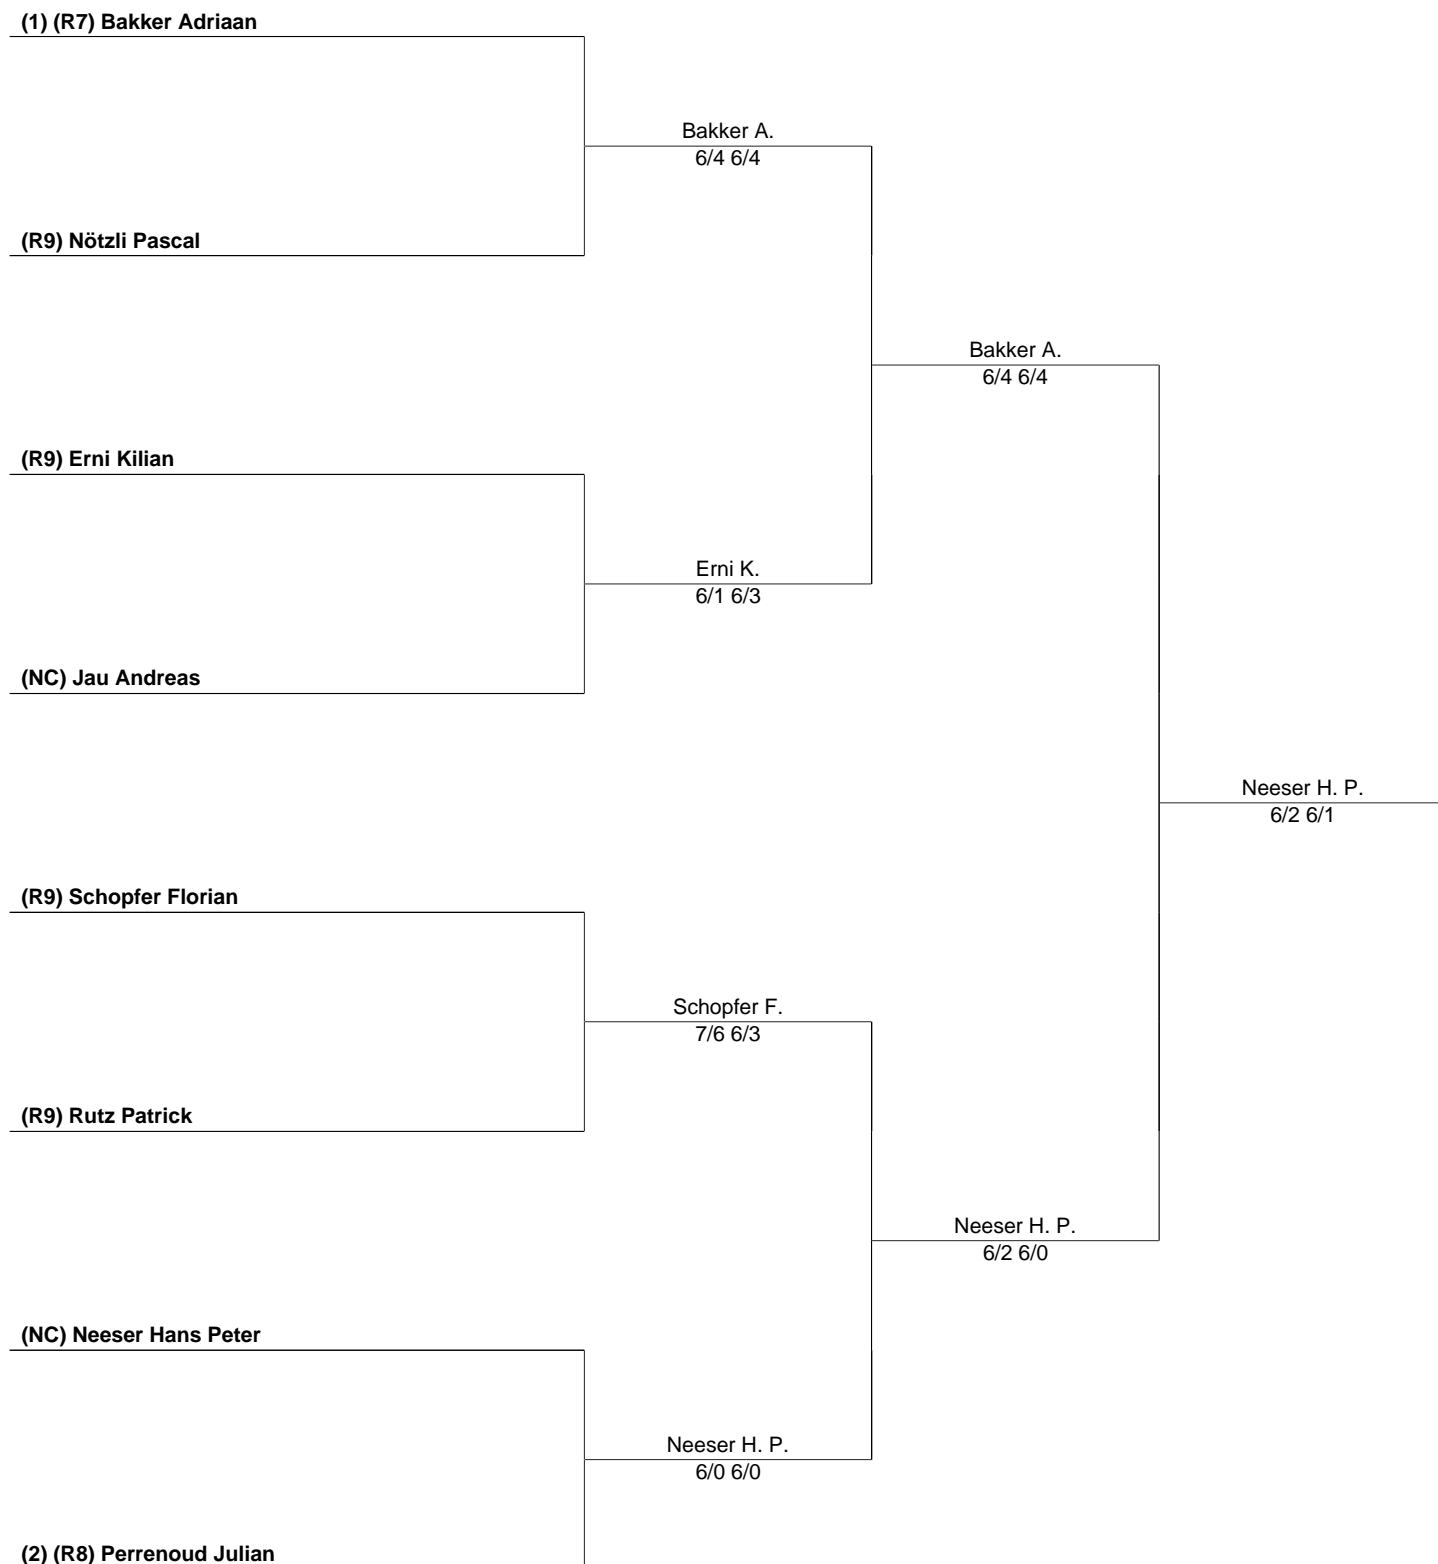 (1) (R7) Bakker Adriaan
Bakker A.
6/4 6/4
(R9) Nötzli Pascal
Bakker A.
6/4 6/4
(R9) Erni Kilian
Erni K.
6/1 6/3
(NC) Jau Andreas
Neeser H. P.
6/2 6/1
(R9) Schopfer Florian
Schopfer F.
7/6 6/3
(R9) Rutz Patrick
Neeser H. P.
6/2 6/0
(NC) Neeser Hans Peter
Neeser H. P.
6/0 6/0
(2) (R8) Perrenoud Julian